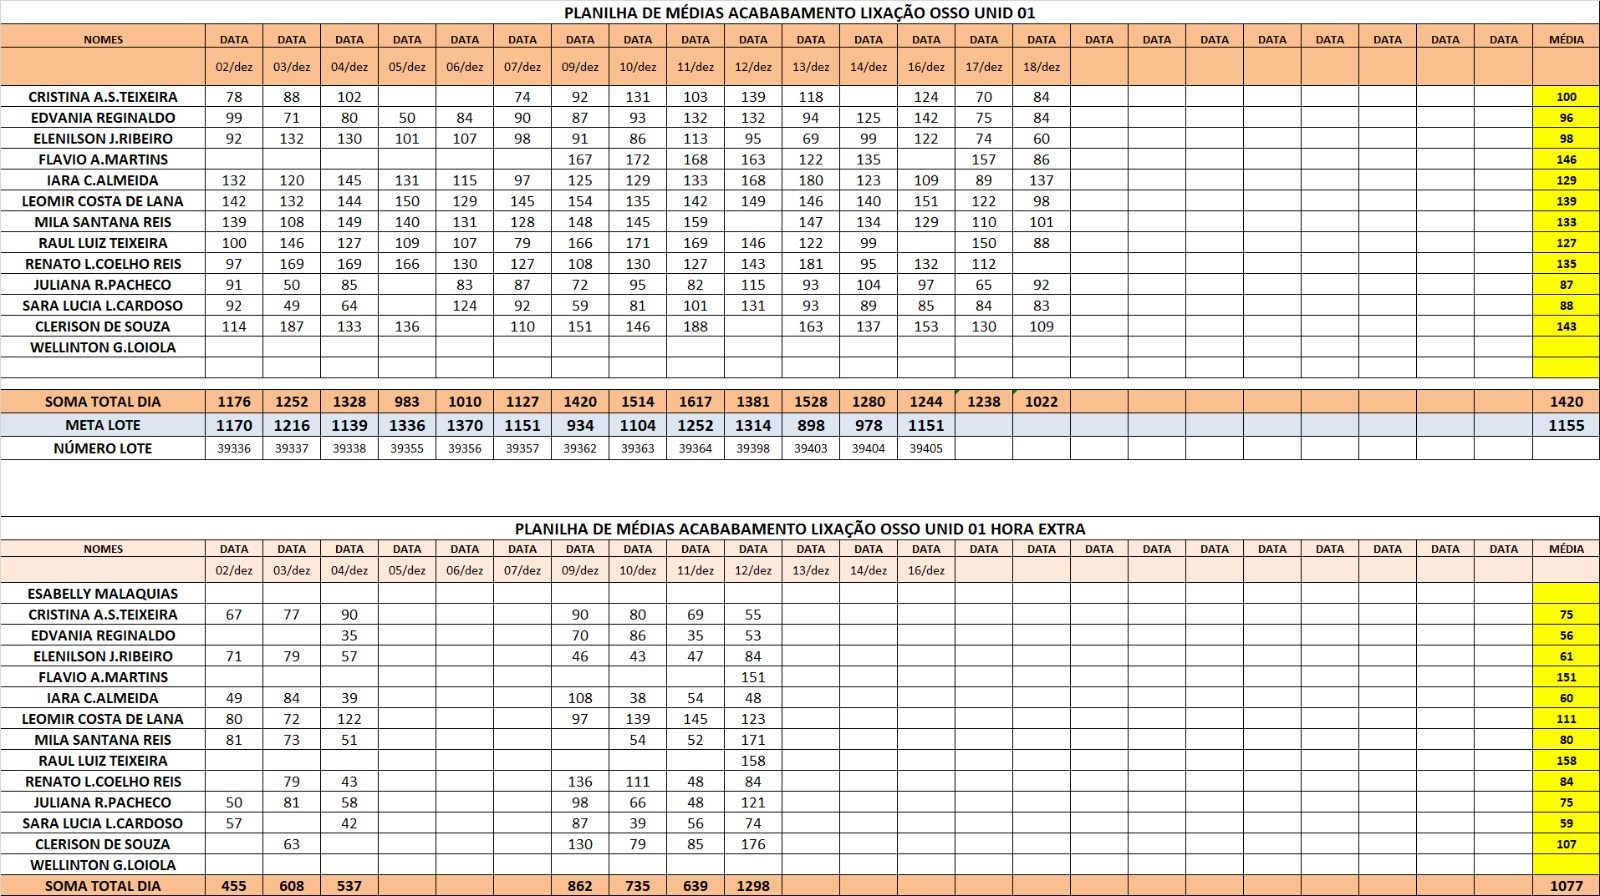 PLANILHA DE MÉDIAS ACABABAMENTO LIXAÇÃO OSSO UNID 01
NOMES DATA DATA DATA DATA DATA DATA DATA DATA DATA DATA DATA DATA DATA DATA DATA DATA DATA DATA DATA DATA DATA DATA DATA MÉDIA
02/dez 03/dez 04/dez 05/dez 06/dez 07/dez 09/dez 10/dez 11/dez 12/dez 13/dez 14/dez 16/dez 17/dez 18/dez
CRISTINA A.S.TEIXEIRA 78 88 102 74 92 131 103 139 118 124 70 84 100
EDVANIA REGINALDO 99 71 80 50 84 90 87 93 132 132 94 125 142 75 84 96
ELENILSON J.RIBEIRO 92 132 130 101 107 98 91 86 113 95 69 99 122 74 60 98
FLAVIO A.MARTINS 167 172 168 163 122 135 157 86 146
IARA C.ALMEIDA 132 120 145 131 115 97 125 129 133 168 180 123 109 89 137 129
LEOMIR COSTA DE LANA 142 132 144 150 129 145 154 135 142 149 146 140 151 122 98 139
MILA SANTANA REIS 139 108 149 140 131 128 148 145 159 147 134 129 110 101 133
RAUL LUIZ TEIXEIRA 100 146 127 109 107 79 166 171 169 146 122 99 150 88 127
RENATO L.COELHO REIS 97 169 169 166 130 127 108 130 127 143 181 95 132 112 135
JULIANA R.PACHECO 91 50 85 83 87 72 95 82 115 93 104 97 65 92 87
SARA LUCIA L.CARDOSO 92 49 64 124 92 59 81 101 131 93 89 85 84 83 88
CLERISON DE SOUZA 114 187 133 136 110 151 146 188 163 137 153 130 109 143
WELLINTON G.LOIOLA
SOMA TOTAL DIA 1176 1252 1328 983 1010 1127 1420 1514 1617 1381 1528 1280 1244 1238 1022 1420
META LOTE 1170 1216 1139 1336 1370 1151 934 1104 1252 1314 898 978 1151 1155
NÚMERO LOTE 39336 39337 39338 39355 39356 39357 39362 39363 39364 39398 39403 39404 39405
PLANILHA DE MÉDIAS ACABABAMENTO LIXAÇÃO OSSO UNID 01 HORA EXTRA
NOMES DATA DATA DATA DATA DATA DATA DATA DATA DATA DATA DATA DATA DATA DATA DATA DATA DATA DATA DATA DATA DATA DATA DATA MÉDIA
02/dez 03/dez 04/dez 05/dez 06/dez 07/dez 09/dez 10/dez 11/dez 12/dez 13/dez 14/dez 16/dez
ESABELLY MALAQUIAS
CRISTINA A.S.TEIXEIRA 67 77 90 90 80 69 55 75
EDVANIA REGINALDO 35 70 86 35 53 56
ELENILSON J.RIBEIRO 71 79 57 46 43 47 84 61
FLAVIO A.MARTINS 151 151
IARA C.ALMEIDA 49 84 39 108 38 54 48 60
LEOMIR COSTA DE LANA 80 72 122 97 139 145 123 111
MILA SANTANA REIS 81 73 51 54 52 171 80
RAUL LUIZ TEIXEIRA 158 158
RENATO L.COELHO REIS 79 43 136 111 48 84 84
JULIANA R.PACHECO 50 81 58 98 66 48 121 75
SARA LUCIA L.CARDOSO 57 42 87 39 56 74 59
CLERISON DE SOUZA 63 130 79 85 176 107
WELLINTON G.LOIOLA
SOMA TOTAL DIA 455 608 537 862 735 639 1298 1077